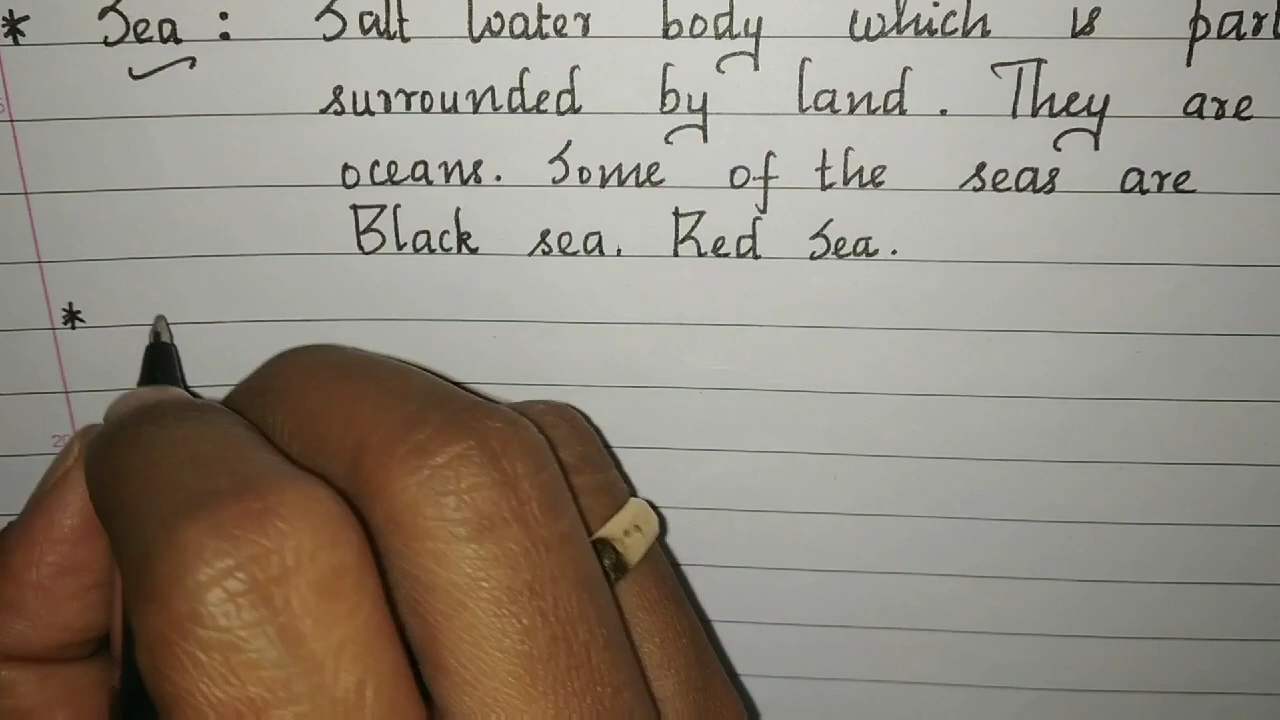 * Sea : Salt water body which is part
surrounded by land. They are
oceans. Some of the seas are
Black sea, Red Sea.
*
20